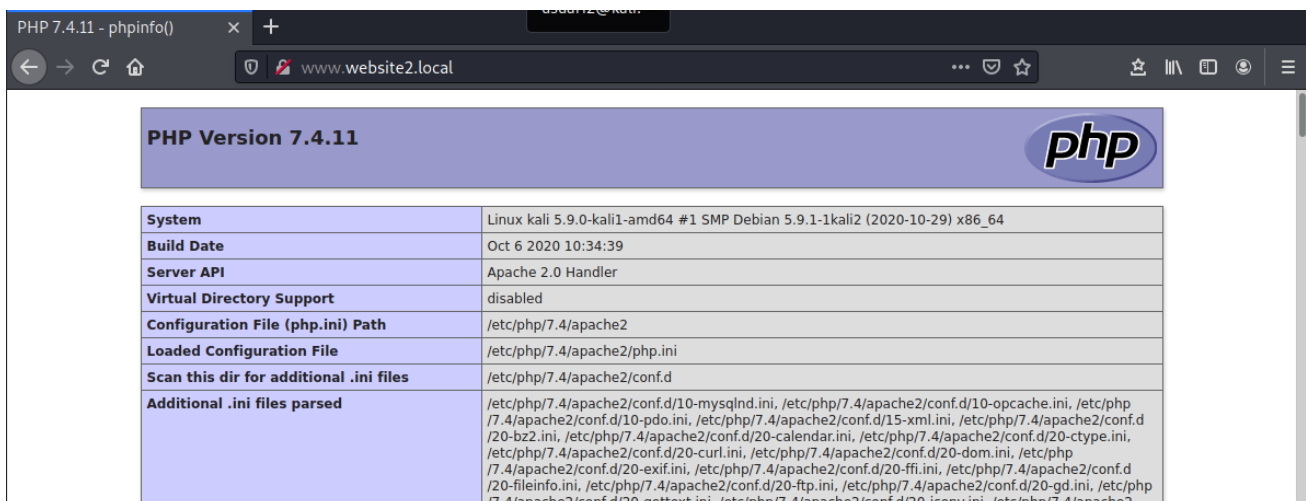 PHP 7.4.11 - phpinfo()
www.website2.local
PHP Version 7.4.11
php
System Linux kali 5.9.0-kali1-amd64 #1 SMP Debian 5.9.1-1kali2 (2020-10-29) x86_64
Build Date Oct 6 2020 10:34:39
Server API Apache 2.0 Handler
Virtual Directory Support disabled
Configuration File (php.ini) Path /etc/php/7.4/apache2
Loaded Configuration File /etc/php/7.4/apache2/php.ini
Scan this dir for additional .ini files /etc/php/7.4/apache2/conf.d
Additional .ini files parsed /etc/php/7.4/apache2/conf.d/10-mysqlnd.ini, /etc/php/7.4/apache2/conf.d/10-opcache.ini, /etc/php
/7.4/apache2/conf.d/10-pdo.ini, /etc/php/7.4/apache2/conf.d/15-xml.ini, /etc/php/7.4/apache2/conf.d
/20-bz2.ini, /etc/php/7.4/apache2/conf.d/20-calendar.ini, /etc/php/7.4/apache2/conf.d/20-ctype.ini,
/etc/php/7.4/apache2/conf.d/20-curl.ini, /etc/php/7.4/apache2/conf.d/20-dom.ini, /etc/php
/7.4/apache2/conf.d/20-exif.ini, /etc/php/7.4/apache2/conf.d/20-ffi.ini, /etc/php/7.4/apache2/conf.d
/20-fileinfo.ini, /etc/php/7.4/apache2/conf.d/20-ftp.ini, /etc/php/7.4/apache2/conf.d/20-gd.ini, /etc/php